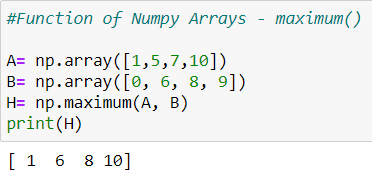 #Function of Numpy Arrays - maximum()
A= np.array([1,5,7,10])
B= np.array([0, 6, 8, 9])
H= np.maximum(A, B)
print(H)
[ 1  6  8 10]